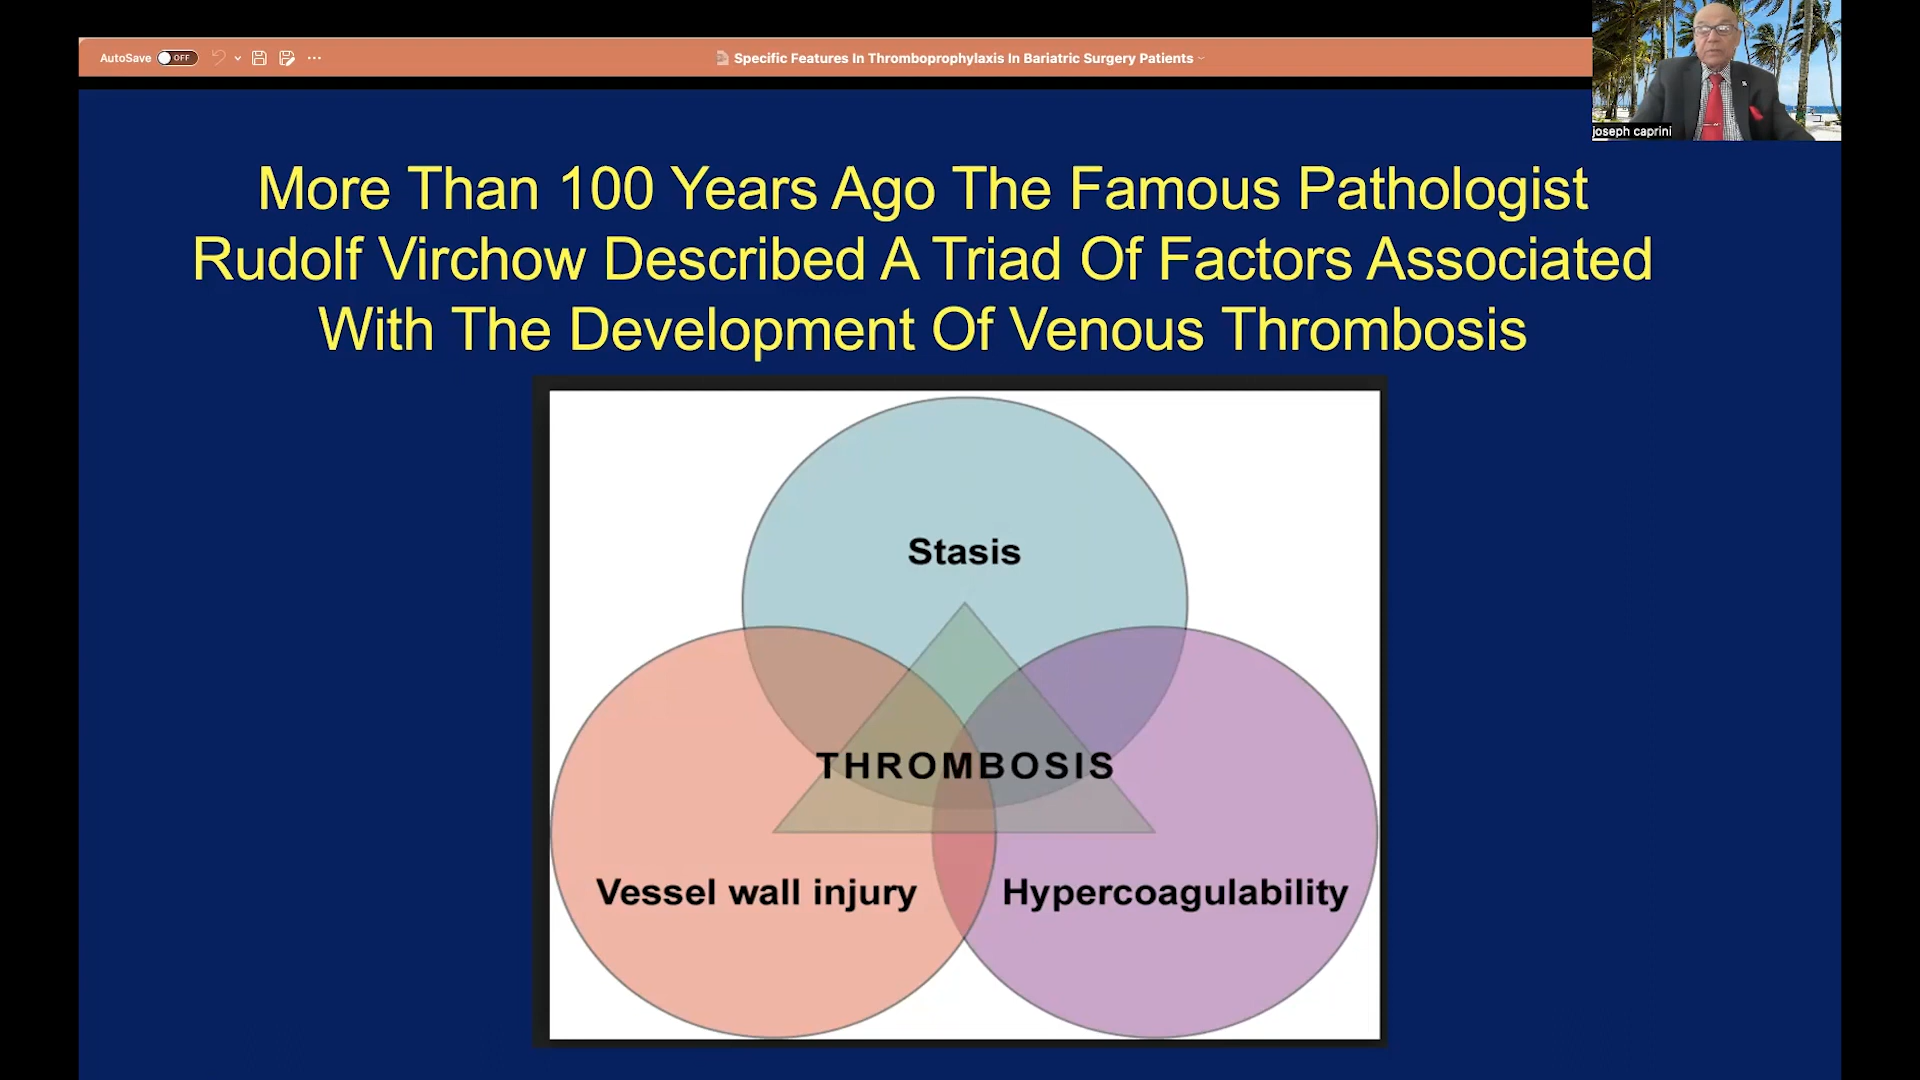 AutoSave OFF
Specific Features In Thromboprophylaxis In Bariatric Surgery Patients
joseph caprini
More Than 100 Years Ago The Famous Pathologist
Rudolf Virchow Described A Triad Of Factors Associated
With The Development Of Venous Thrombosis
Stasis
THROMBOSIS
Vessel wall injury
Hypercoagulability